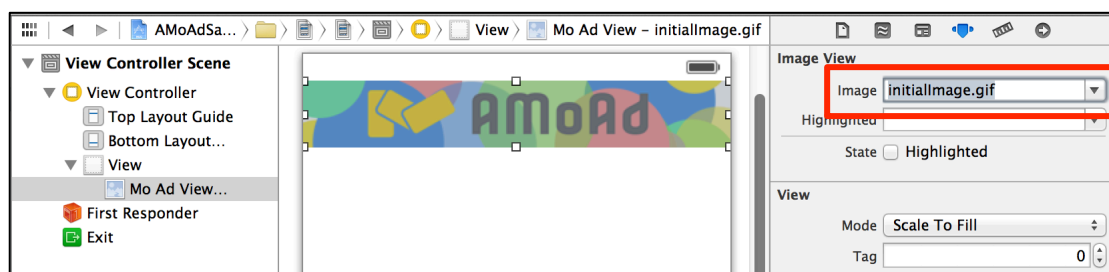 AMoAdSa... View Mo Ad View – initialImage.gif
View Controller Scene
View Controller
Top Layout Guide
Bottom Layout...
View
Mo Ad View...
First Responder
Exit
AMoAd
Image View
Image initialImage.gif
Highlighted
State Highlighted
View
Mode Scale To Fill
Tag 0